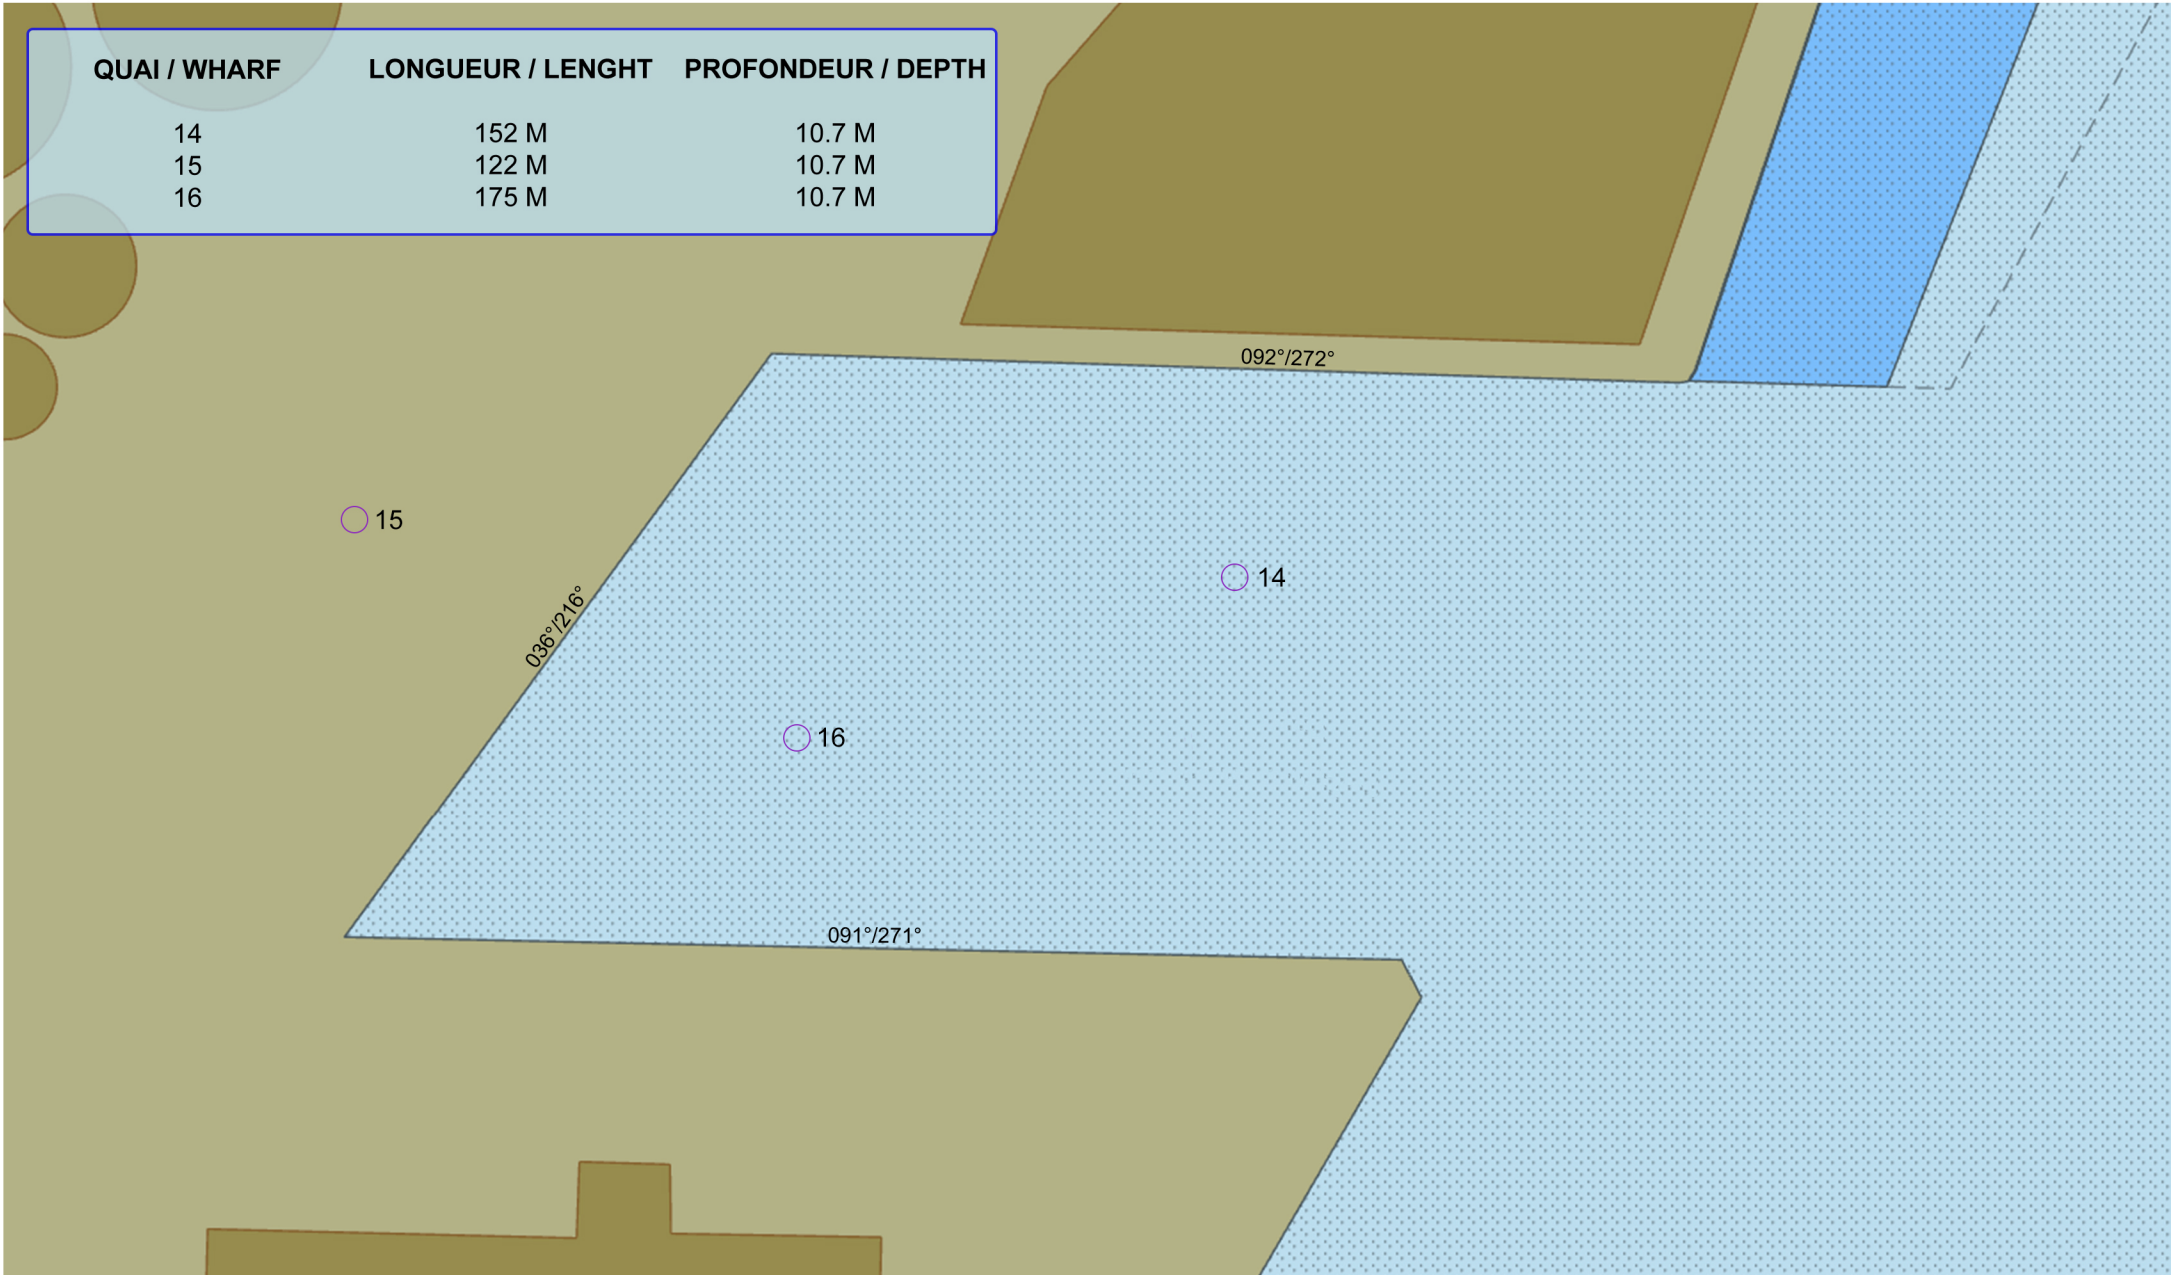 QUAI / WHARF LONGUEUR / LENGHT PROFONDEUR / DEPTH
14 152 M 10.7 M
15 122 M 10.7 M
16 175 M 10.7 M
092°/272°
15
14
036°/216°
16
091°/271°